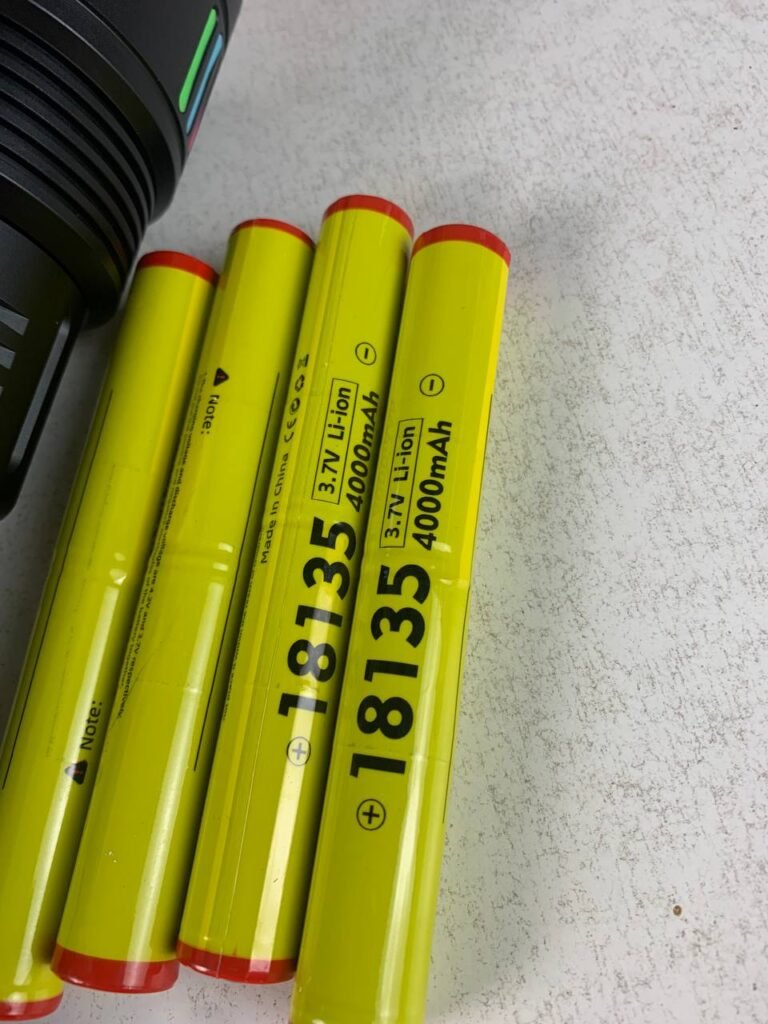 Note:
Note:
Made in China
18135
3.7V Li-ion
4000mAh
18135
3.7V Li-ion
4000mAh